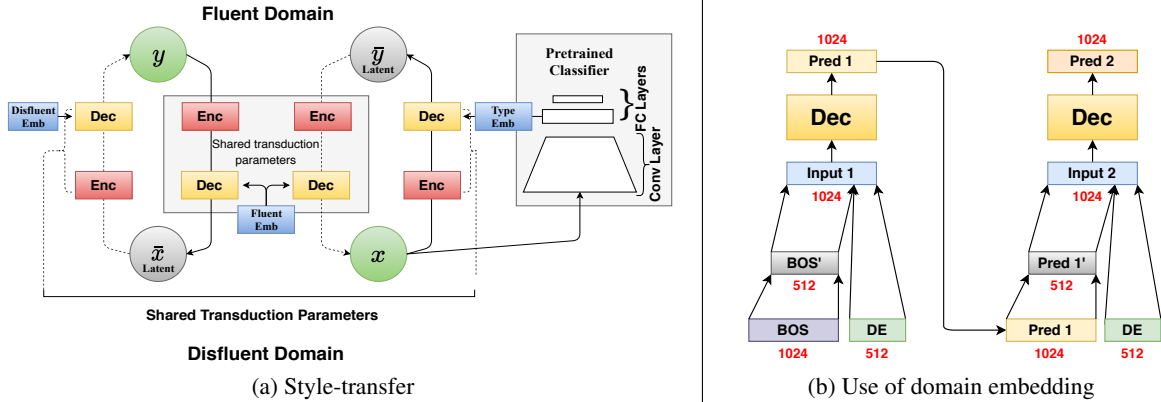 Fluent Domain
y
ȳ
Latent
Pretrained
Classifier
FC Layers
Conv Layer
Disfluent
Emb
Dec
Enc
Enc
Dec
Type
Emb
Shared transduction
parameters
Enc
Dec
Dec
Enc
Fluent
Emb
x̄
Latent
x
Shared Transduction Parameters
Disfluent Domain
(a) Style-transfer
1024
Pred 1
Dec
Input 1
1024
BOS'
512
BOS
DE
1024
512
1024
Pred 2
Dec
Input 2
1024
Pred 1'
512
Pred 1
DE
1024
512
(b) Use of domain embedding